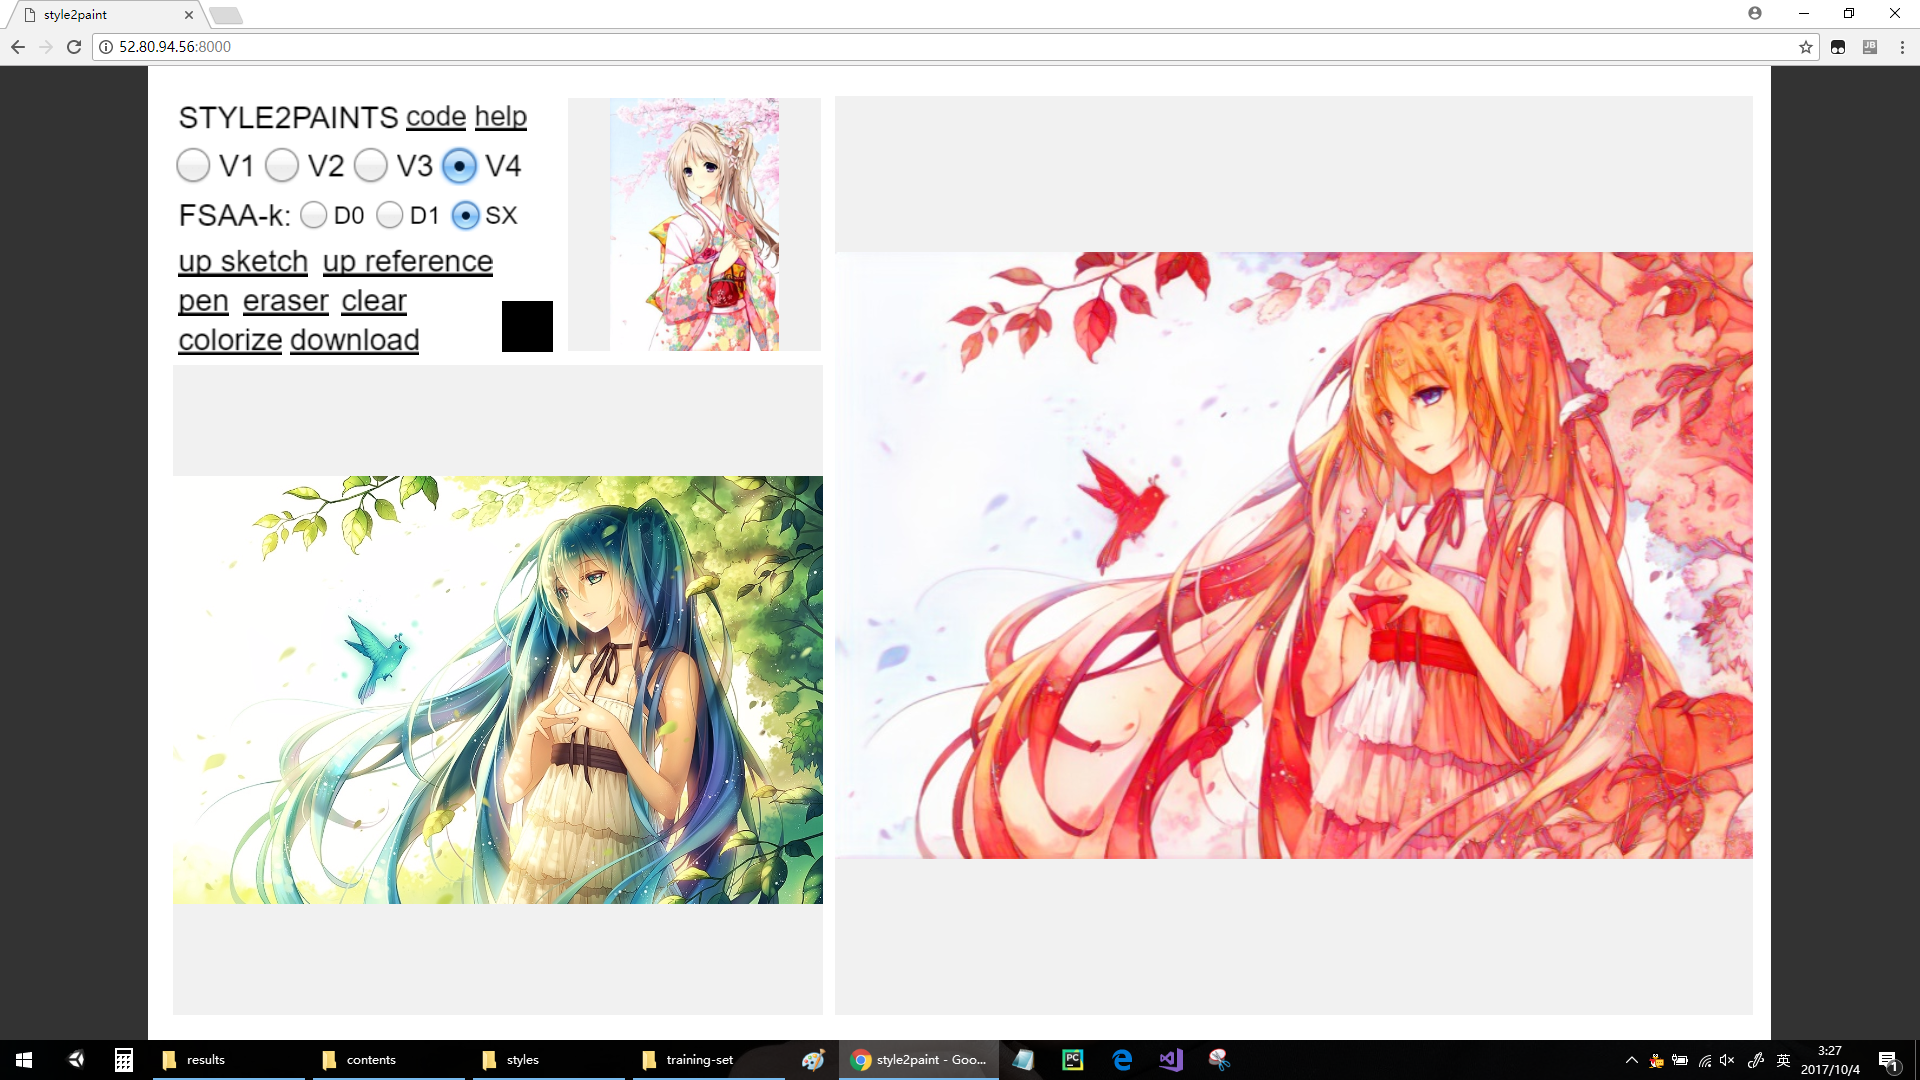 style2paint
52.80.94.56:8000
STYLE2PAINTS code help
V1 V2 V3 V4
FSAA-k: D0 D1 SX
up sketch up reference
pen eraser clear
colorize download
results contents styles training-set style2paint - Goo... 英
3:27
2017/10/4
JB
PC
1